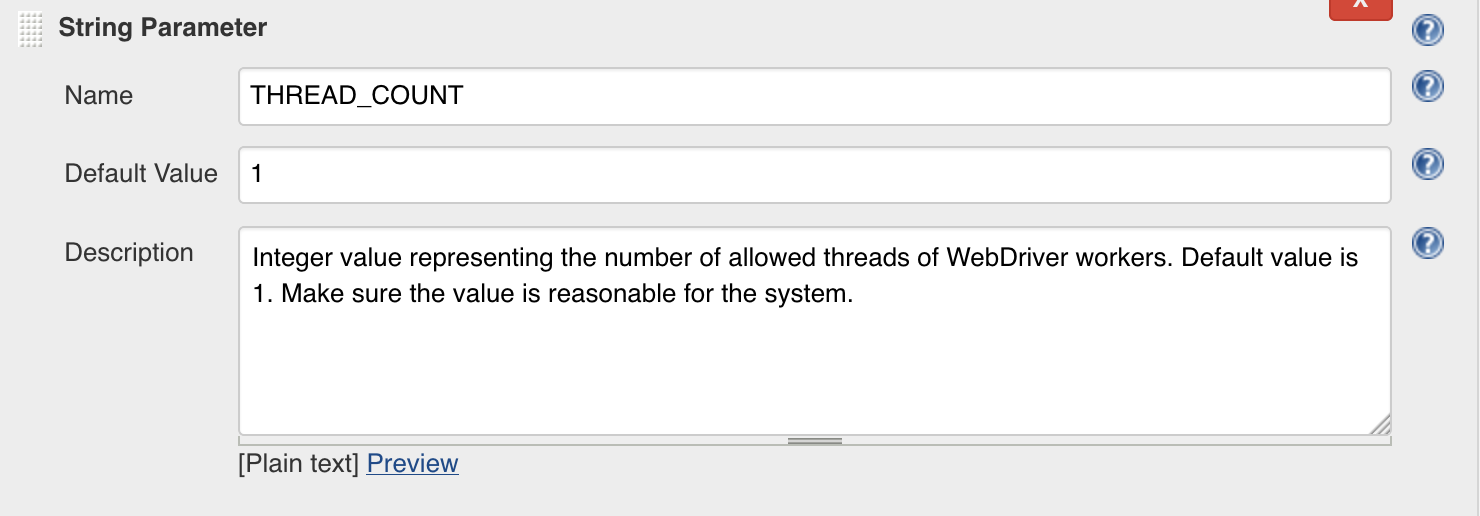 String Parameter
X
Name
THREAD_COUNT
Default Value
1
Description
Integer value representing the number of allowed threads of WebDriver workers. Default value is
1. Make sure the value is reasonable for the system.
[Plain text] Preview